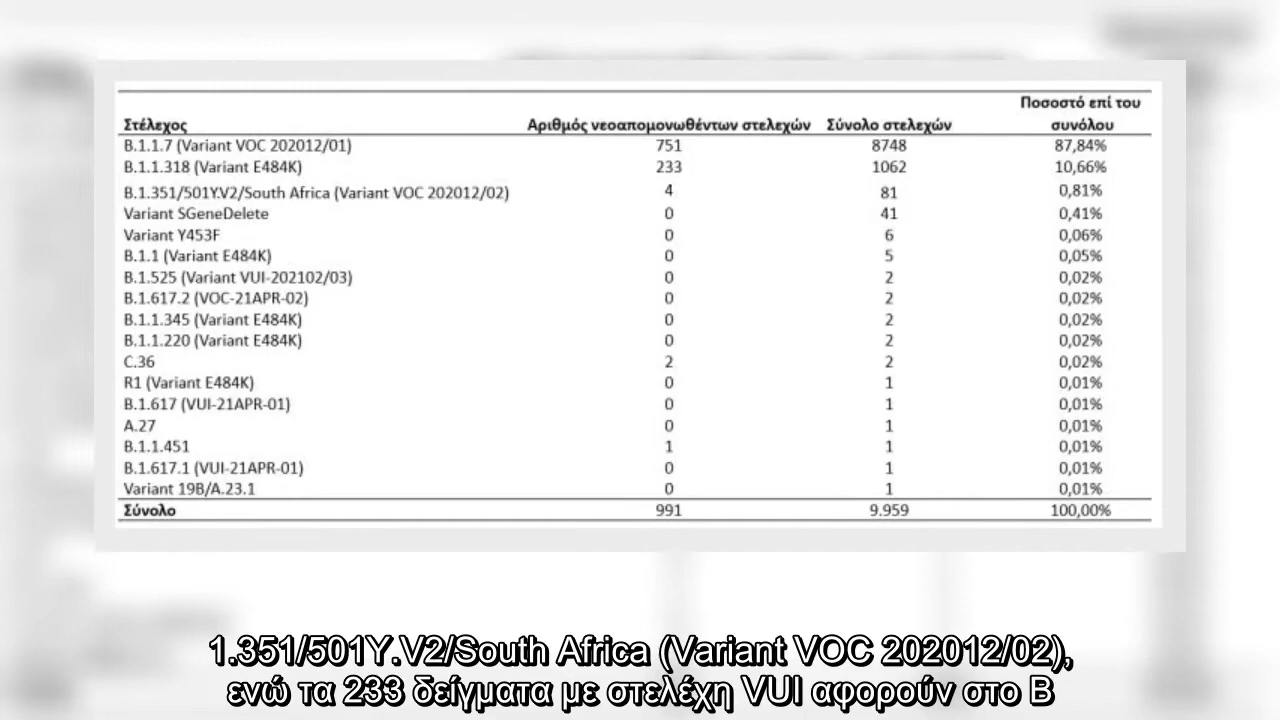 Ποσοστό επί του
Στέλεχος Αριθμός νεοαπομονωθέντων στελεχών Σύνολο στελεχών συνόλου
B.1.1.7 (Variant VOC 202012/01) 751 8748 87,84%
B.1.1.318 (Variant E484K) 233 1062 10,66%
B.1.351/501Y.V2/South Africa (Variant VOC 202012/02) 4 81 0,81%
Variant SGeneDelete 0 41 0,41%
Variant Y453F 0 6 0,06%
B.1.1 (Variant E484K) 0 5 0,05%
B.1.525 (Variant VUI-202102/03) 0 2 0,02%
B.1.617.2 (VOC-21APR-02) 0 2 0,02%
B.1.1.345 (Variant E484K) 0 2 0,02%
B.1.1.220 (Variant E484K) 0 2 0,02%
C.36 2 2 0,02%
R1 (Variant E484K) 0 1 0,01%
B.1.617 (VUI-21APR-01) 0 1 0,01%
A.27 0 1 0,01%
B.1.1.451 1 1 0,01%
B.1.617.1 (VUI-21APR-01) 0 1 0,01%
Variant 19B/A.23.1 0 1 0,01%
Σύνολο 991 9.959 100,00%
1.351/501Y.V2/South Africa (Variant VOC 202012/02),
ενώ τα 233 δείγματα με στελέχη VUI αφορούν στο B